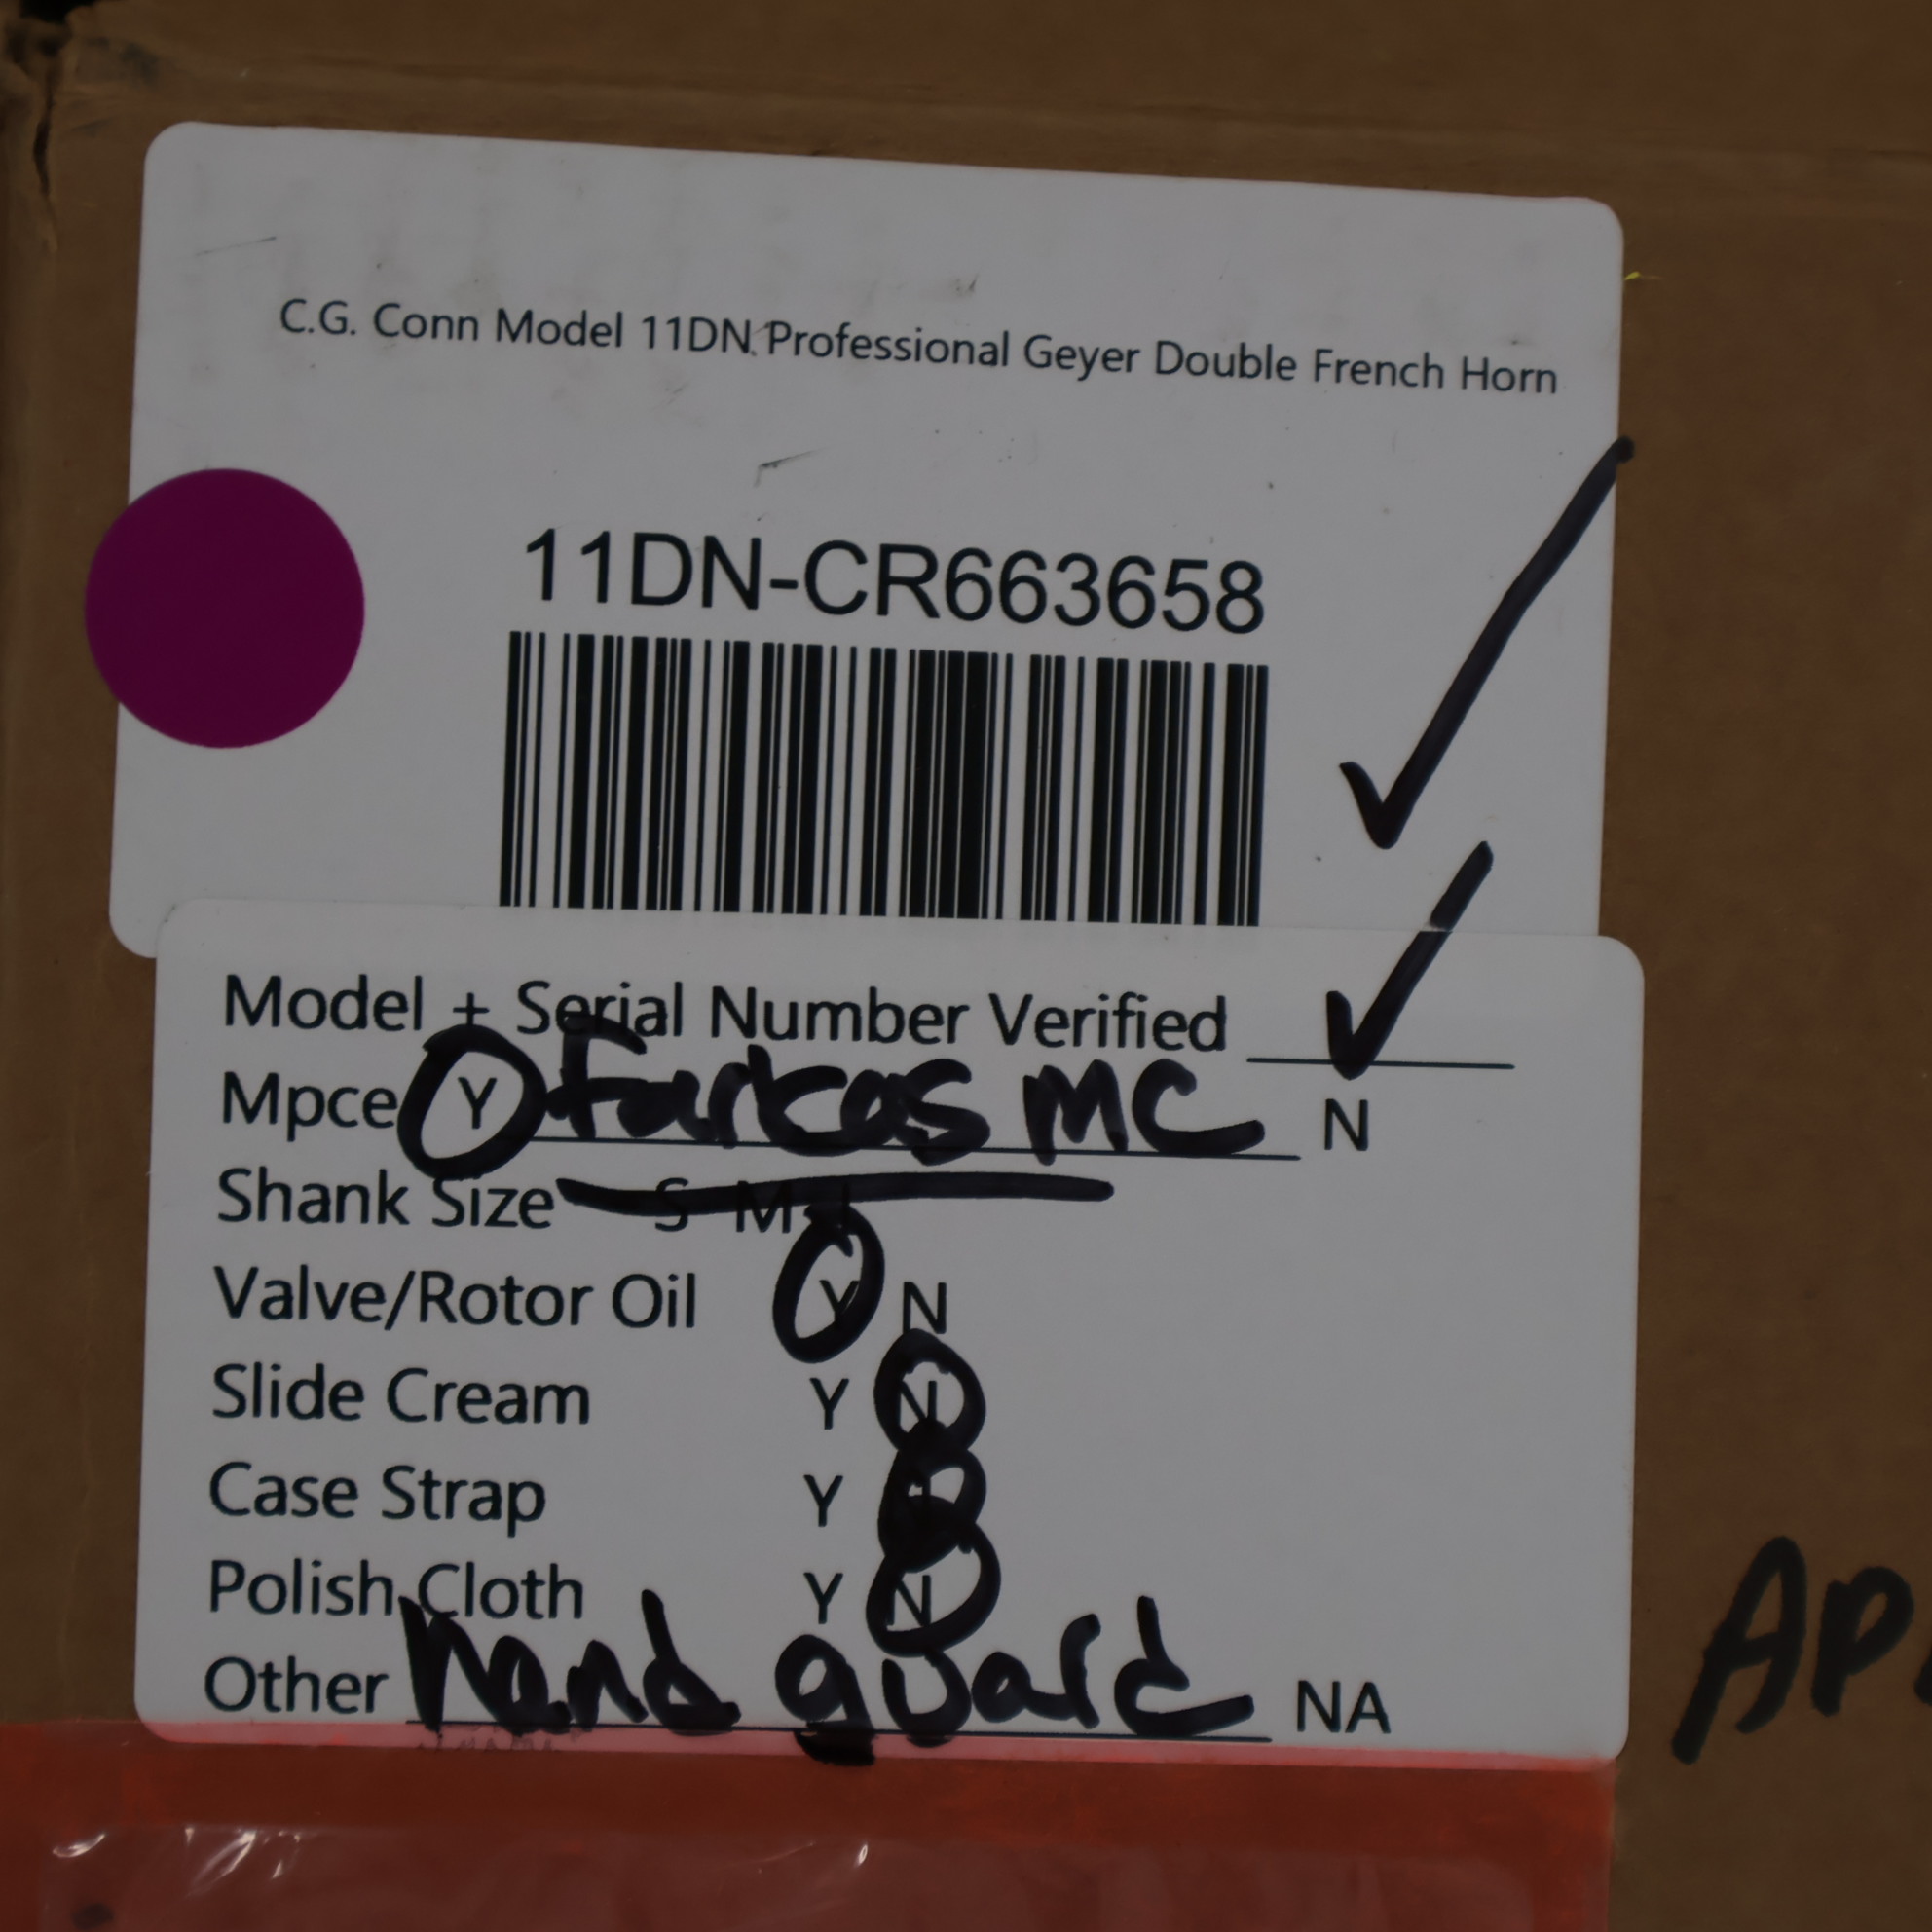 C.G. Conn Model 11DN Professional Geyer Double French Horn
11DN-CR663658
Model + Serial Number Verified
Mpce Y Farkas MC N
Shank Size S M L
Valve/Rotor Oil Y N
Slide Cream Y N
Case Strap Y N
Polish Cloth Y N
Other hand guard NA
AP